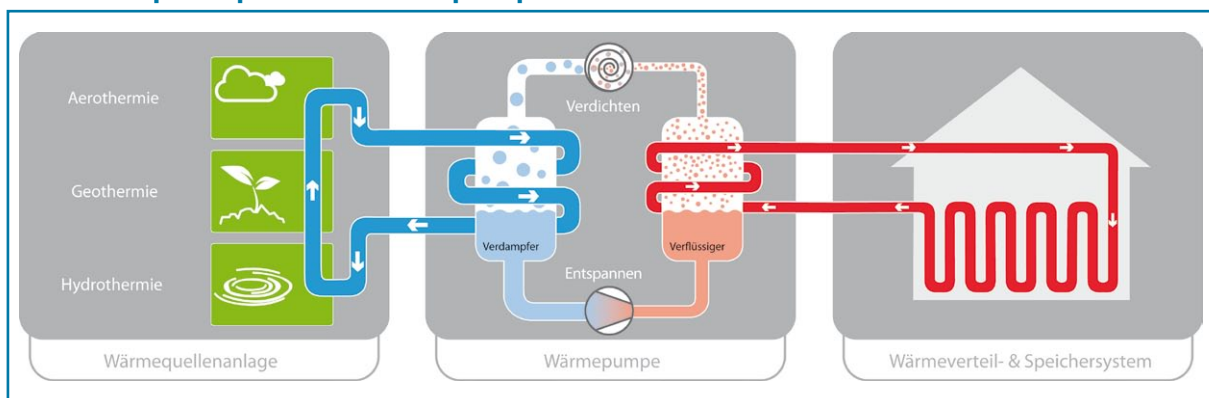 Aerothermie
Geothermie
Hydrothermie
Wärmequellenanlage
Verdichten
Verdampfer
Verflüssiger
Entspannen
Wärmepumpe
Wärmeverteil- & Speichersystem